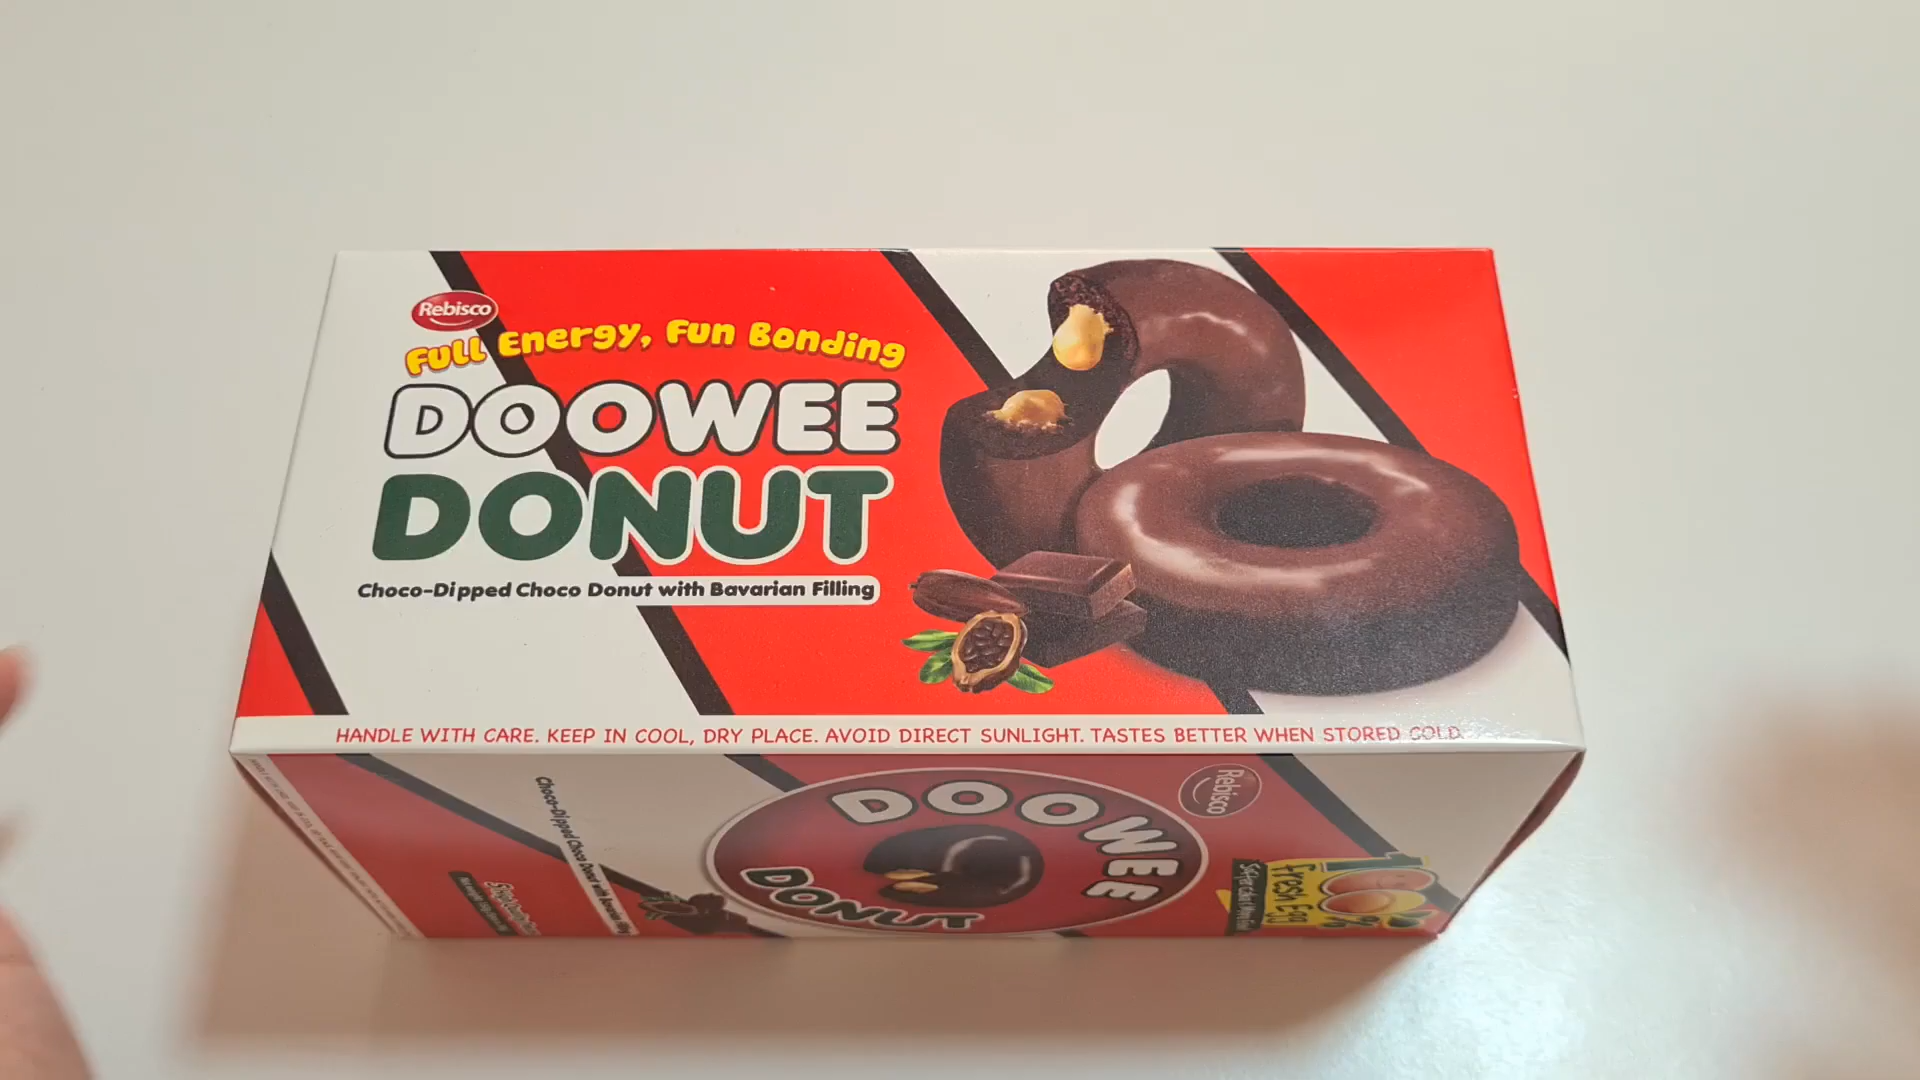 Rebisco
Full Energy, Fun Bonding
DOOWEE
DONUT
Choco-Dipped Choco Donut with Bavarian Filling
HANDLE WITH CARE. KEEP IN COOL, DRY PLACE. AVOID DIRECT SUNLIGHT. TASTES BETTER WHEN STORED COLD.
Choco-Dipped Choco Donut with Bavarian Filling
DOOWEE
DONUT
Rebisco
100%
Fresh Egg